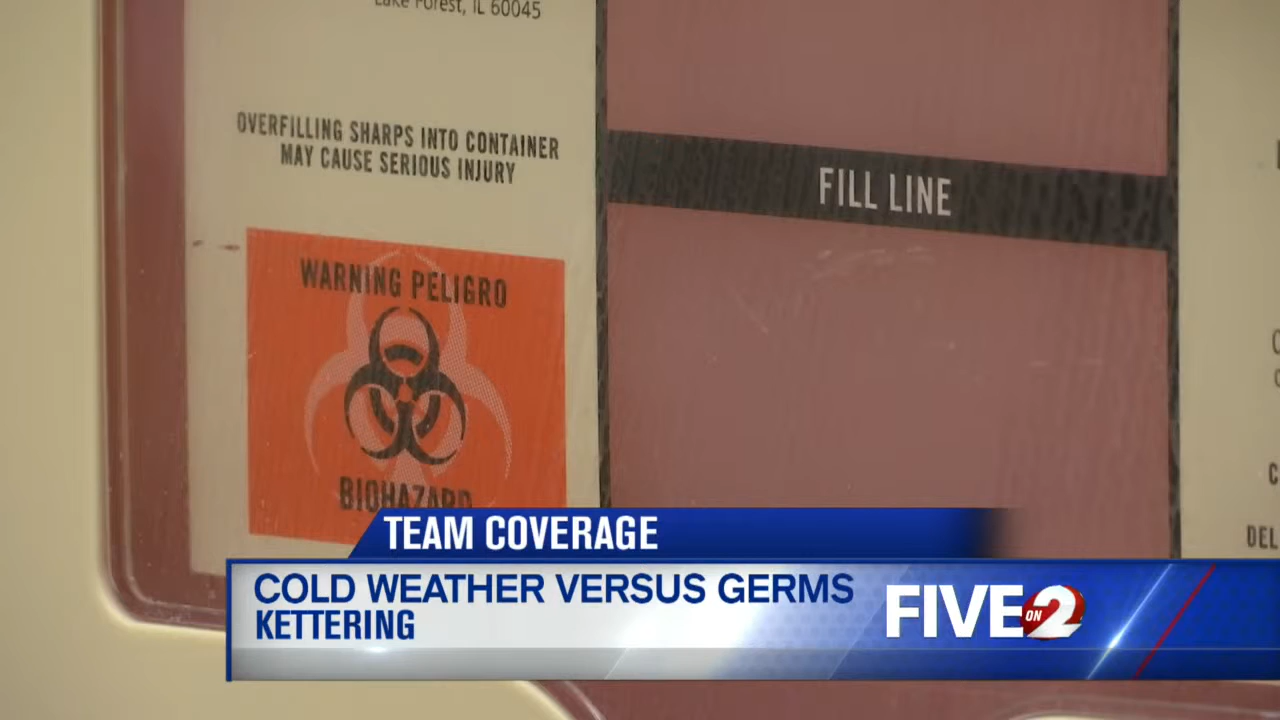 Lake Forest, IL 60045
OVERFILLING SHARPS INTO CONTAINER
MAY CAUSE SERIOUS INJURY
FILL LINE
WARNING PELIGRO
BIOHAZARD
DEL
TEAM COVERAGE
COLD WEATHER VERSUS GERMS
KETTERING
FIVE ON 2